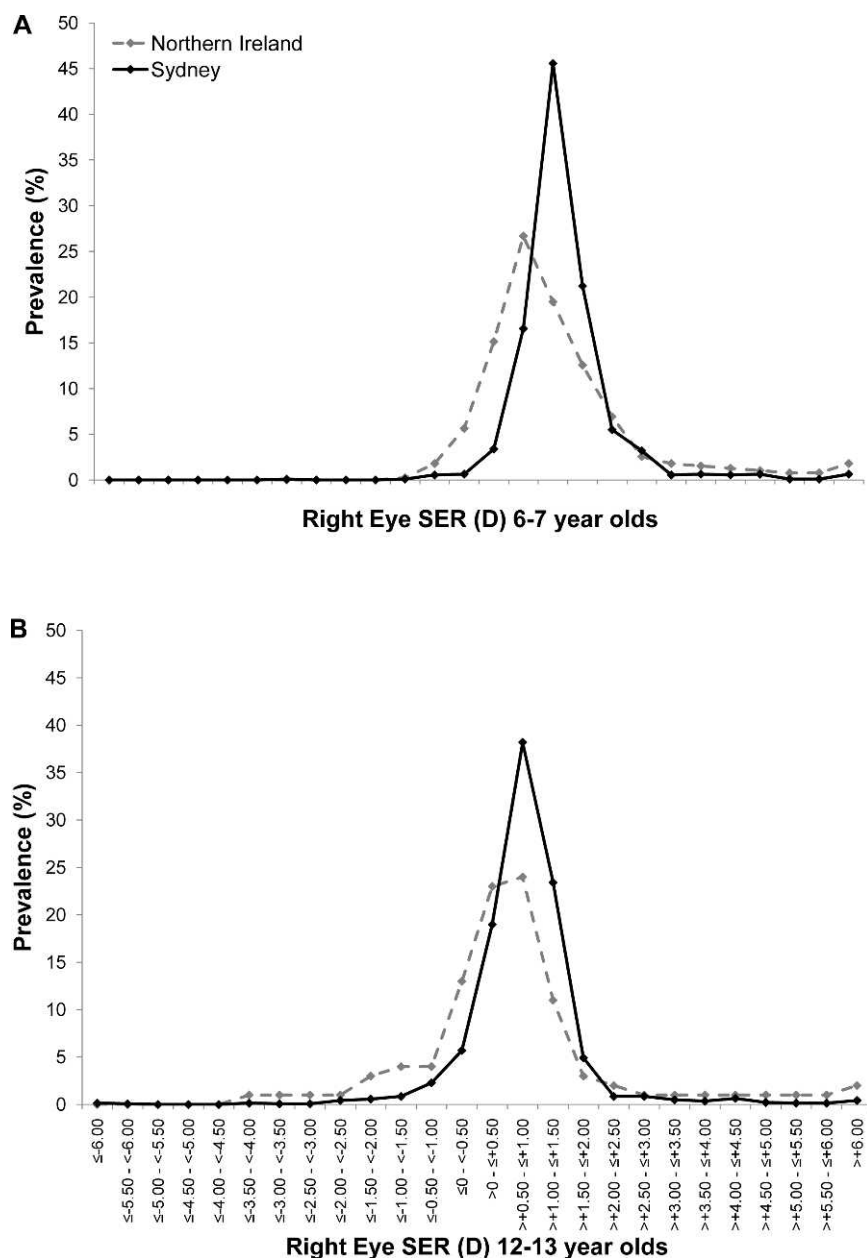 A
50
45
40
35
30
25
20
15
10
5
0
Prevalence (%)
Northern Ireland
Sydney
Right Eye SER (D) 6-7 year olds
B
50
45
40
35
30
25
20
15
10
5
0
Prevalence (%)
≤-6.00
≤-5.50 - <-6.00
≤-5.00 - <-5.50
≤-4.50 - <-5.00
≤-4.00 - <-4.50
≤-3.50 - <-4.00
≤-3.00 - <-3.50
≤-2.50 - <-3.00
≤-2.00 - <-2.50
≤-1.50 - <-2.00
≤-1.00 - <-1.50
≤-0.50 - <-1.00
≤0 - <-0.50
>0 - ≤+0.50
>+0.50 - ≤+1.00
>+1.00 - ≤+1.50
>+1.50 - ≤+2.00
>+2.00 - ≤+2.50
>+2.50 - ≤+3.00
>+3.00 - ≤+3.50
>+3.50 - ≤+4.00
>+4.00 - ≤+4.50
>+4.50 - ≤+5.00
>+5.00 - ≤+5.50
>+5.50 - ≤+6.00
>+6.00
Right Eye SER (D) 12-13 year olds